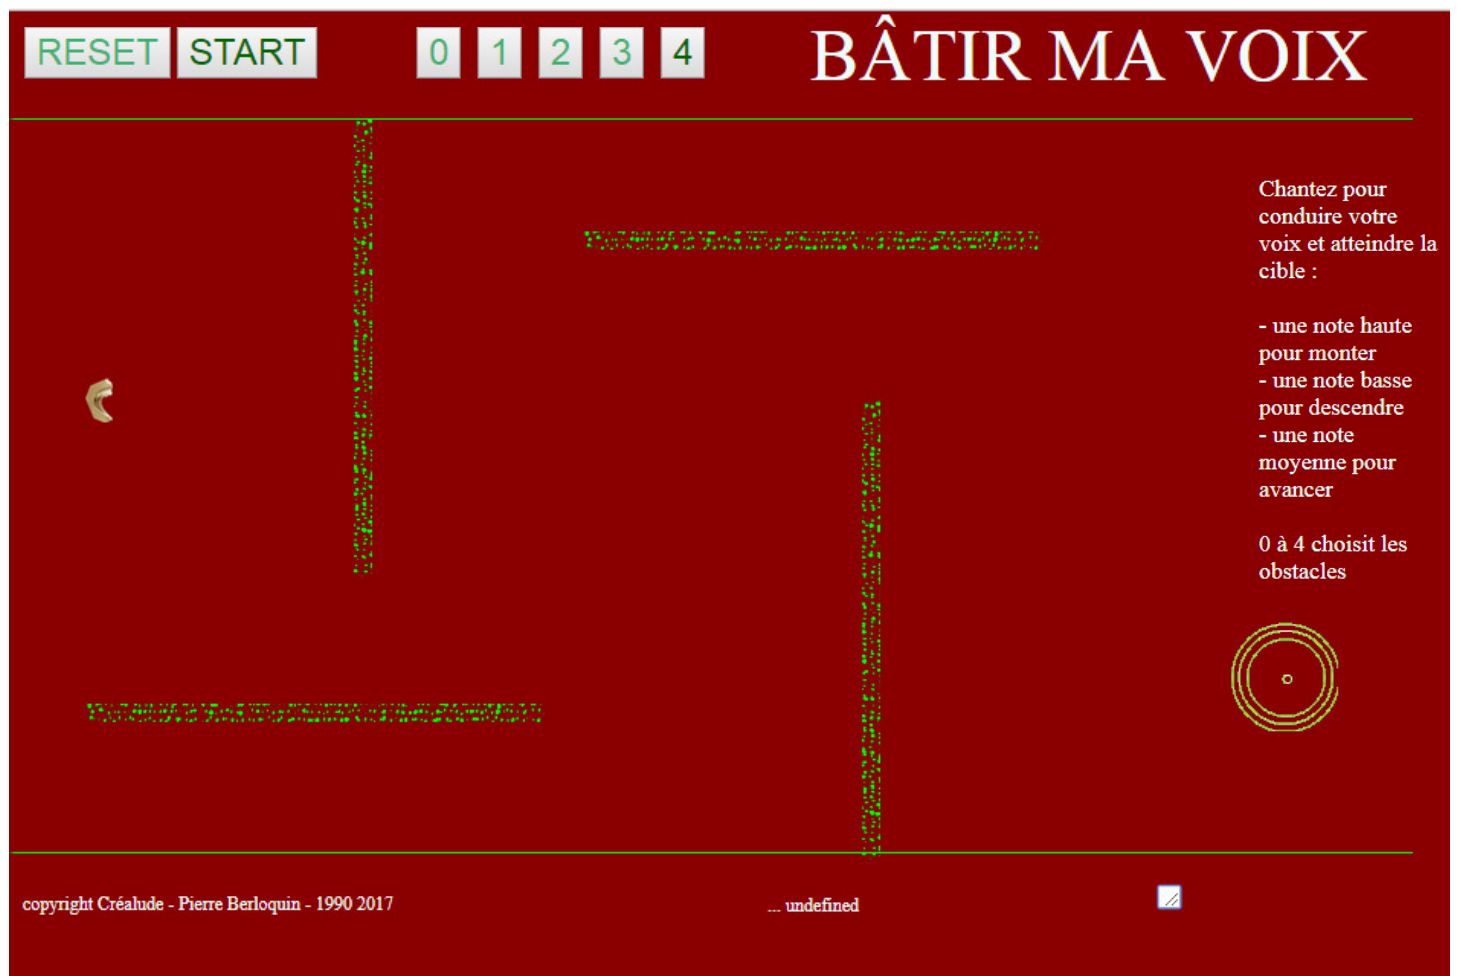 RESET START 0 1 2 3 4 BÂTIR MA VOIX
Chantez pour
conduire votre
voix et atteindre la
cible :
- une note haute
pour monter
- une note basse
pour descendre
- une note
moyenne pour
avancer
0 à 4 choisit les
obstacles
copyright Créalude - Pierre Berloquin - 1990 2017 ... undefined